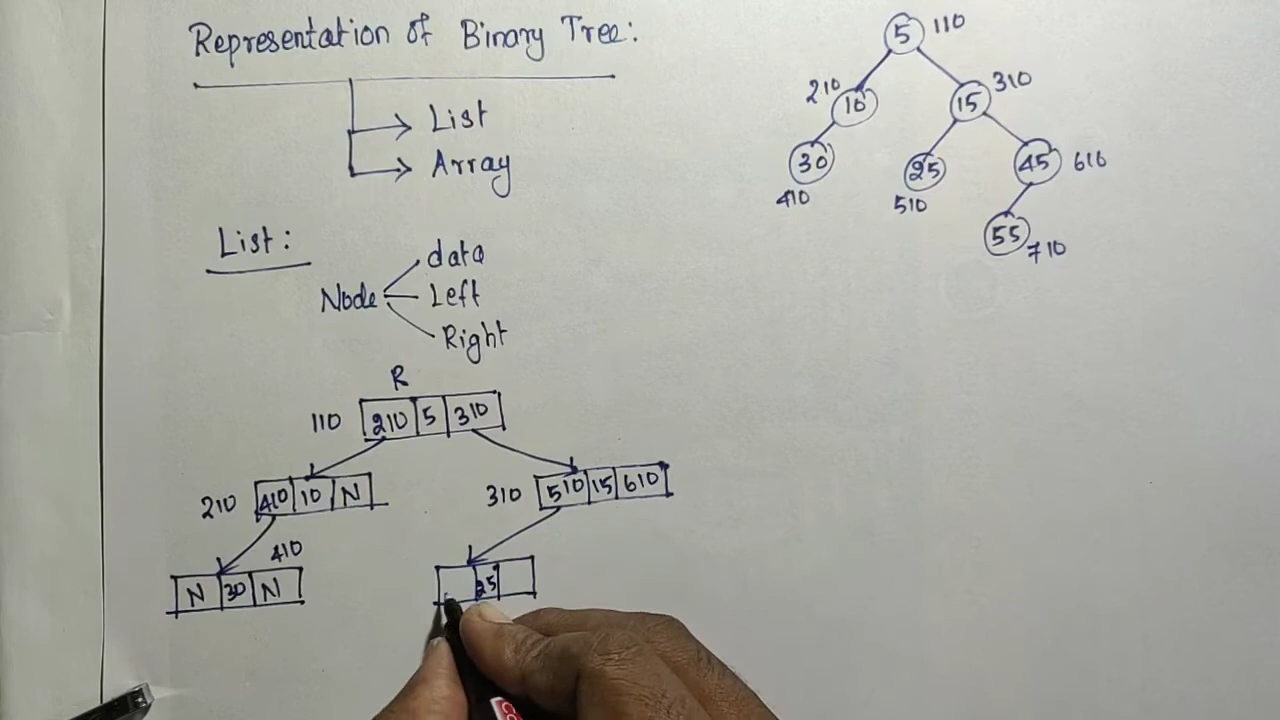 Representation of Binary Tree:
List
Array
List:
Node
data
Left
Right
R
110 210 5 310
210 410 10 N
310 510 15 610
410
N 30 N
25
5 110
210 10
15 310
30
410
25
510
45 610
55 710